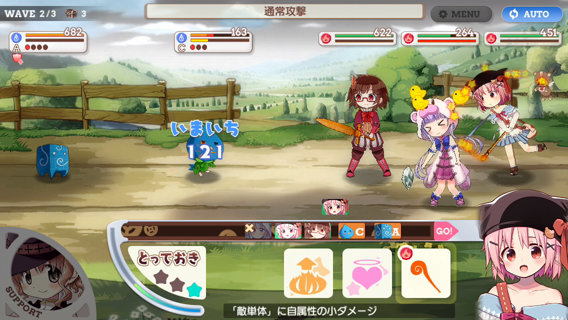 WAVE 2/3
3
通常攻撃
MENU
AUTO
682
A
163
C
622
264
451
いまいち
121
C
A
GO!
とっておき
SUPPORT
「敵単体」に自属性の小ダメージ